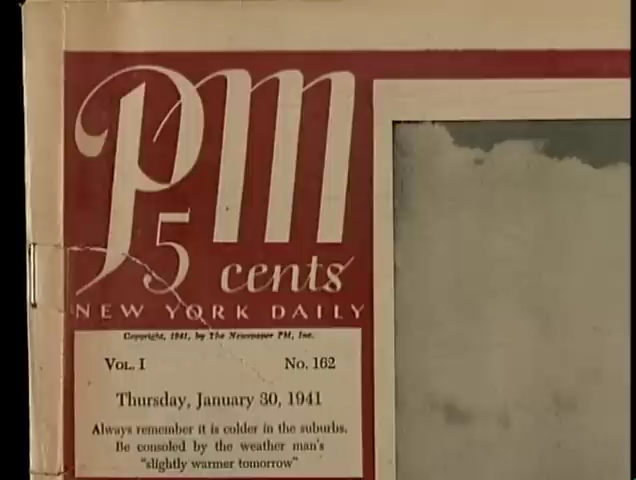 PM
5 cents
NEW YORK DAILY
Copyright, 1941, by The Newspaper PM, Inc.
VOL. I No. 162
Thursday, January 30, 1941
Always remember it is colder in the suburbs.
Be consoled by the weather man's
"slightly warmer tomorrow"